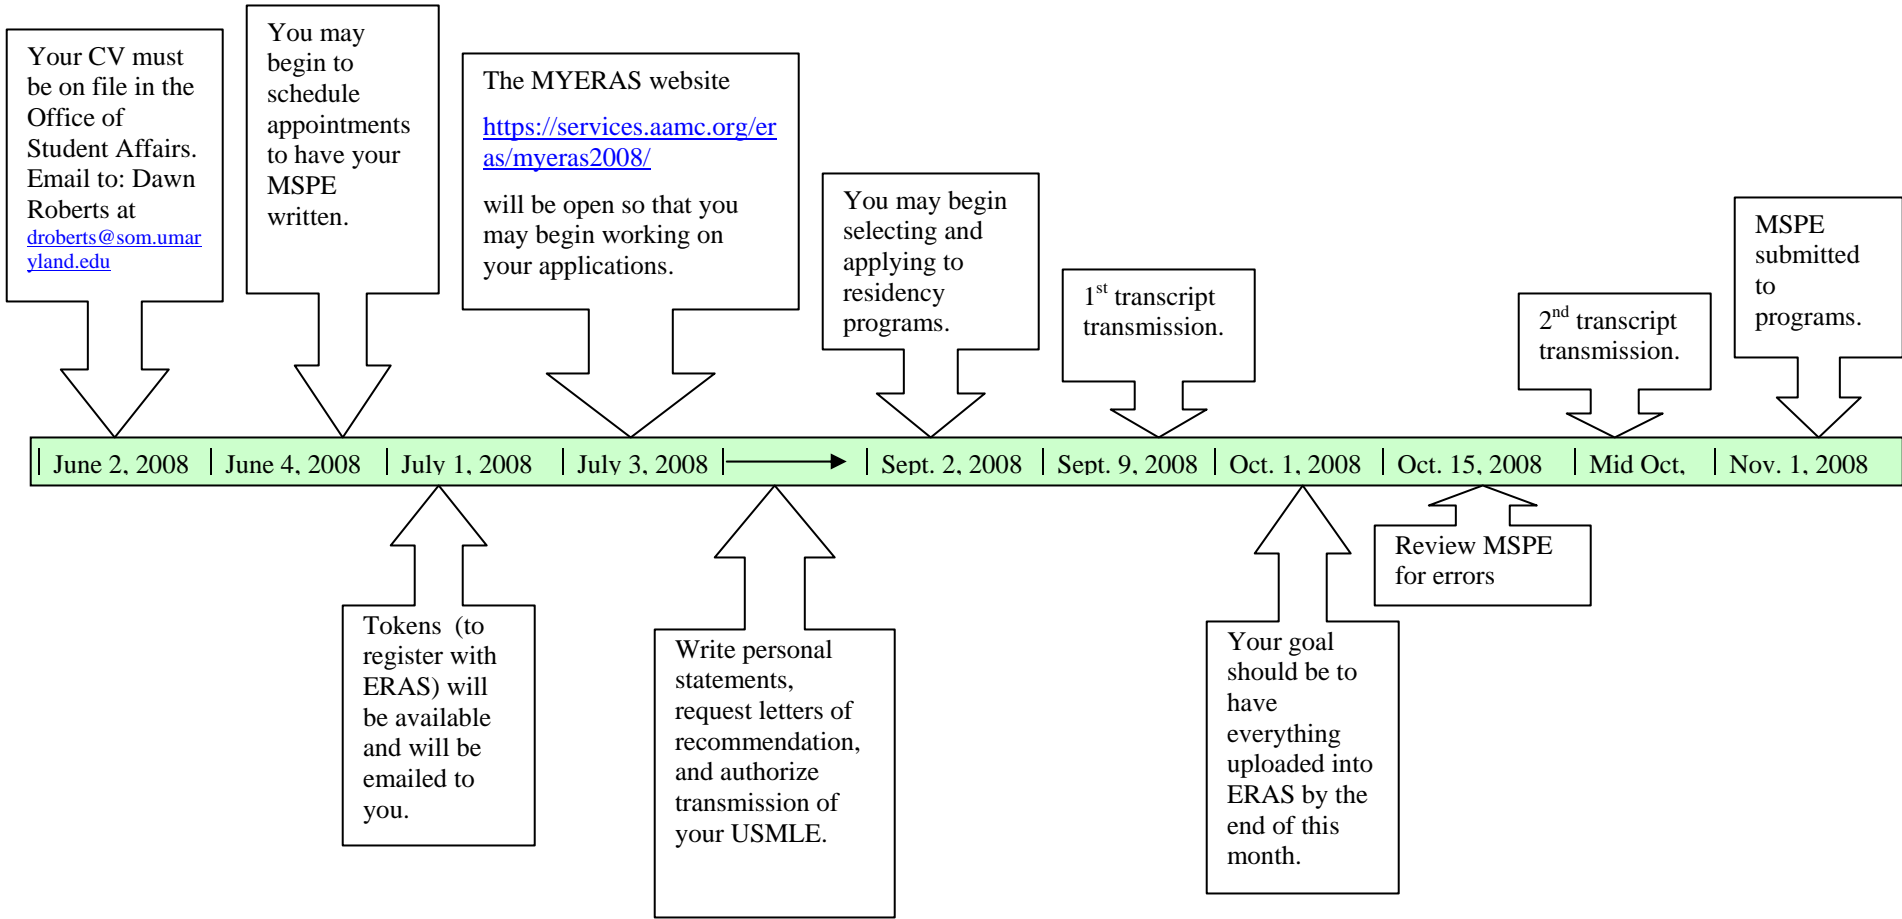 Your CV must
be on file in the
Office of
Student Affairs.
Email to: Dawn
Roberts at
droberts@som.umar
yland.edu
You may
begin to
schedule
appointments
to have your
MSPE
written.
The MYERAS website
https://services.aamc.org/er
as/myeras2008/
will be open so that you
may begin working on
your applications.
You may begin
selecting and
applying to
residency
programs.
1st transcript
transmission.
2nd transcript
transmission.
MSPE
submitted
to
programs.
June 2, 2008 | June 4, 2008 | July 1, 2008 | July 3, 2008 | Sept. 2, 2008 | Sept. 9, 2008 | Oct. 1, 2008 | Oct. 15, 2008 | Mid Oct, | Nov. 1, 2008
Tokens (to
register with
ERAS) will
be available
and will be
emailed to
you.
Write personal
statements,
request letters of
recommendation,
and authorize
transmission of
your USMLE.
Your goal
should be to
have
everything
uploaded into
ERAS by the
end of this
month.
Review MSPE
for errors